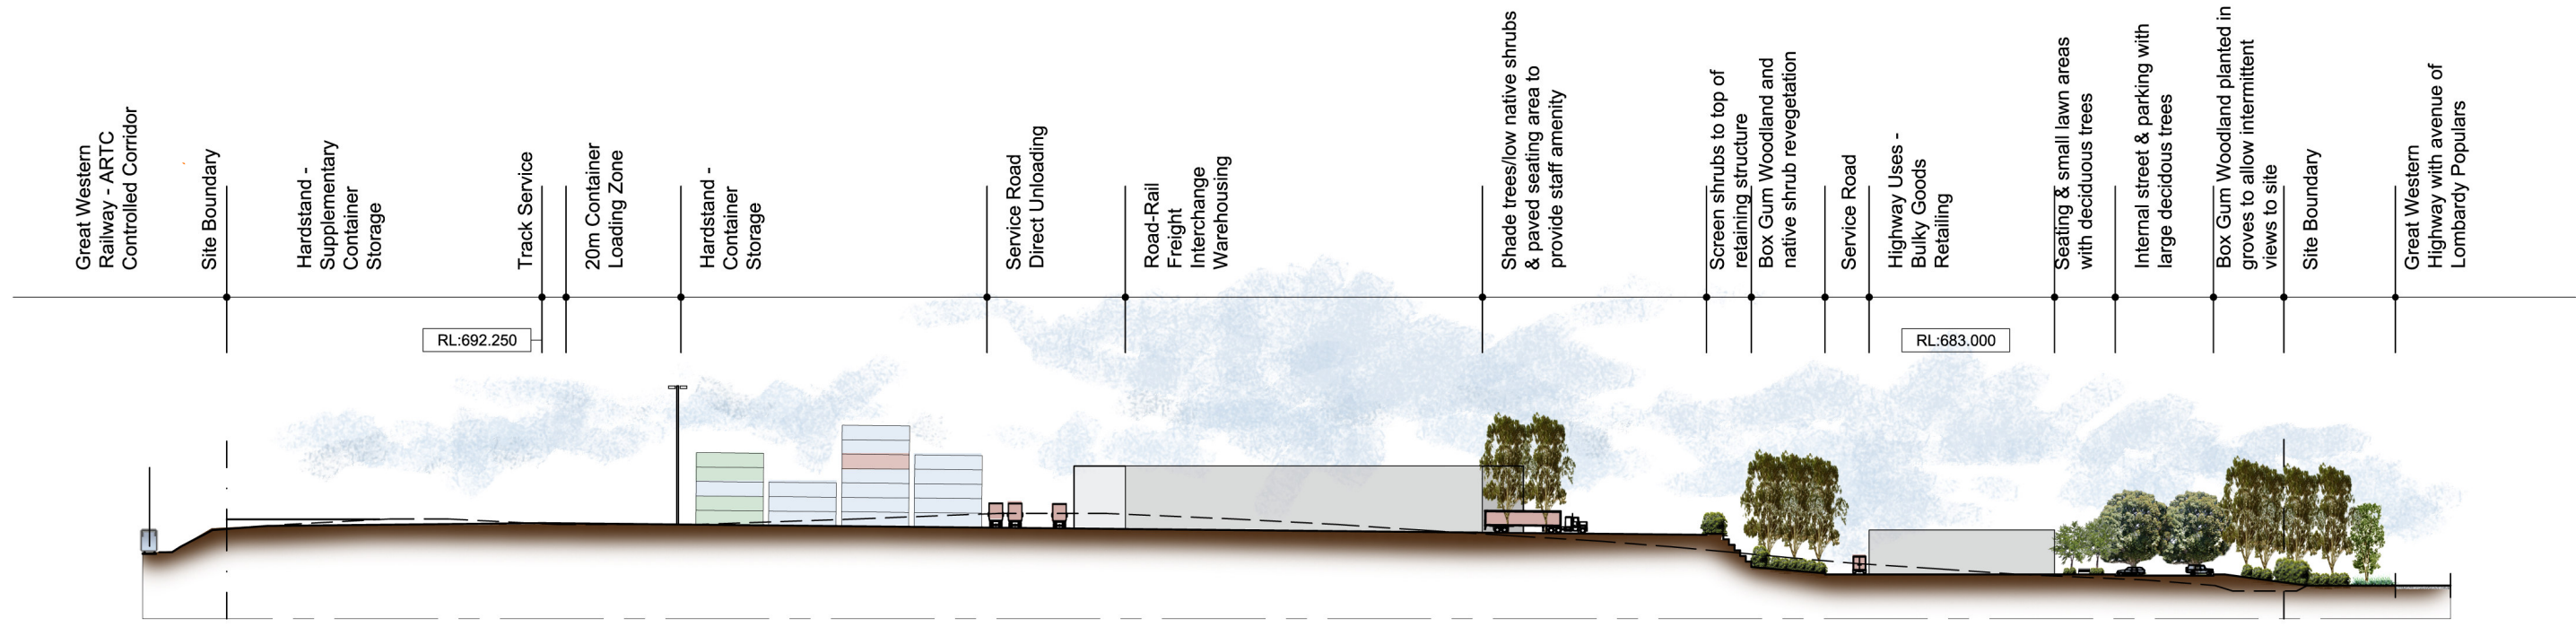 Great Western
Railway - ARTC
Controlled Corridor
Site Boundary
Hardstand -
Supplementary
Container
Storage
Track Service
20m Container
Loading Zone
Hardstand -
Container
Storage
Service Road
Direct Unloading
Road-Rail
Freight
Interchange
Warehousing
Shade trees/low native shrubs
& paved seating area to
provide staff amenity
Screen shrubs to top of
retaining structure
Box Gum Woodland and
native shrub revegetation
Service Road
Highway Uses -
Bulky Goods
Retailing
Seating & small lawn areas
with deciduous trees
Internal street & parking with
large decidous trees
Box Gum Woodland planted in
groves to allow intermittent
views to site
Site Boundary
Great Western
Highway with avenue of
Lombardy Populars
RL:692.250
RL:683.000